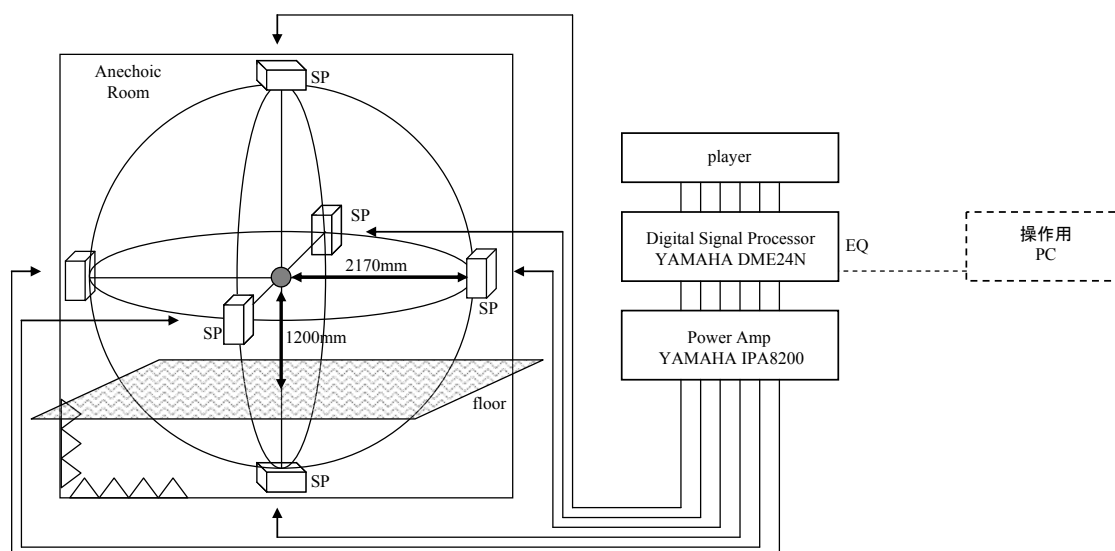 Anechoic
Room
SP
SP
2170mm
SP
SP
1200mm
floor
SP
player
Digital Signal Processor
YAMAHA DME24N
EQ
操作用
PC
Power Amp
YAMAHA IPA8200